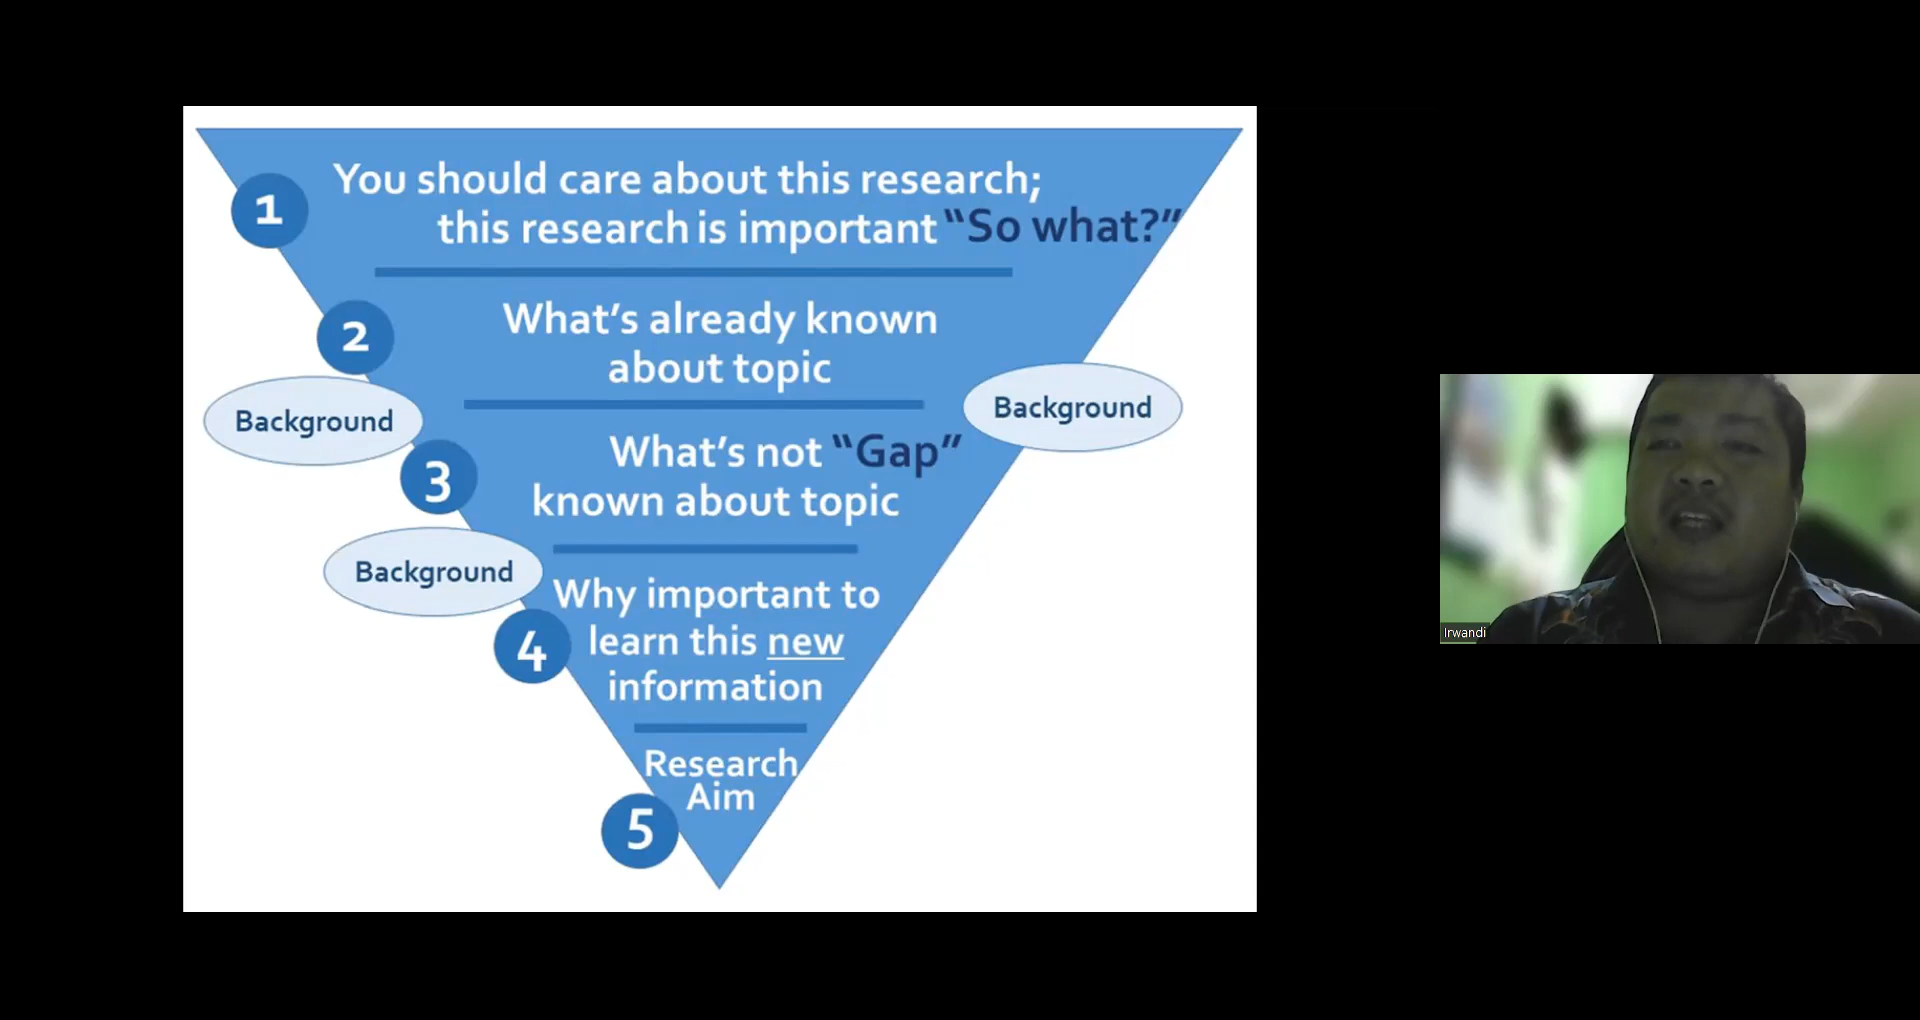 1
You should care about this research;
this research is important “So what?”
2
What’s already known
about topic
Background
Background
3
What’s not “Gap”
known about topic
Background
4
Why important to
learn this new
information
5
Research
Aim
Irwandi